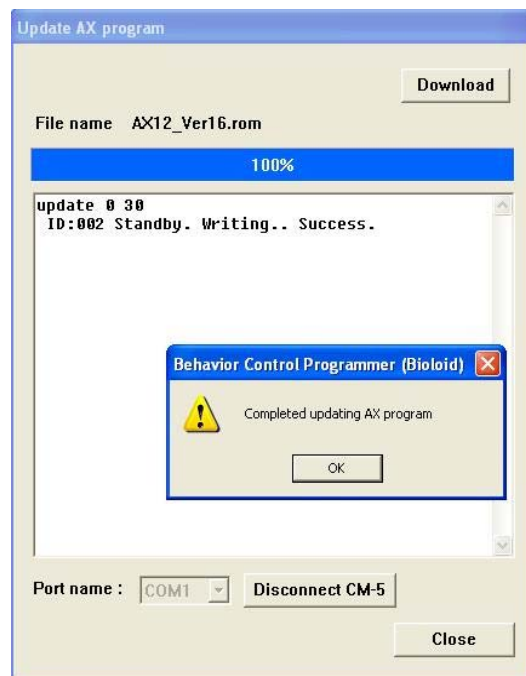 Update AX program
Download
File name AX12_Ver16.rom
100%
update 0 30
ID:002 Standby. Writing.. Success.
Behavior Control Programmer (Bioloid)
Completed updating AX program
OK
Port name : COM1 Disconnect CM-5
Close